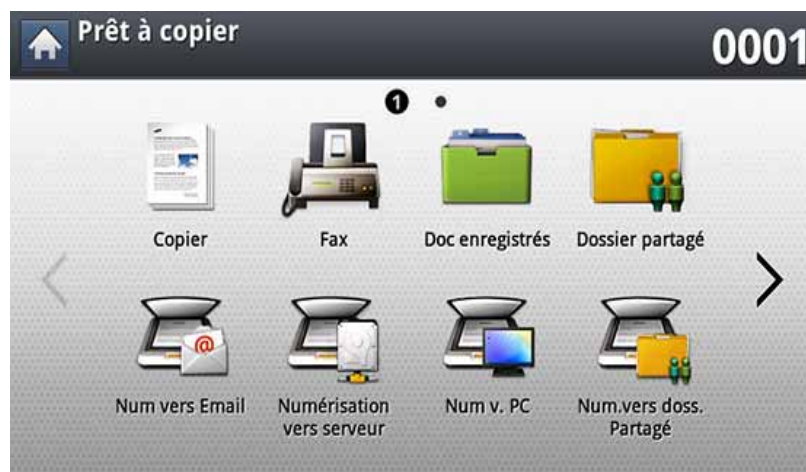 Prêt à copier
0001
1
Copier
Fax
Doc enregistrés
Dossier partagé
@
Num vers Email
Numérisation
vers serveur
Num v. PC
Num.vers doss.
Partagé